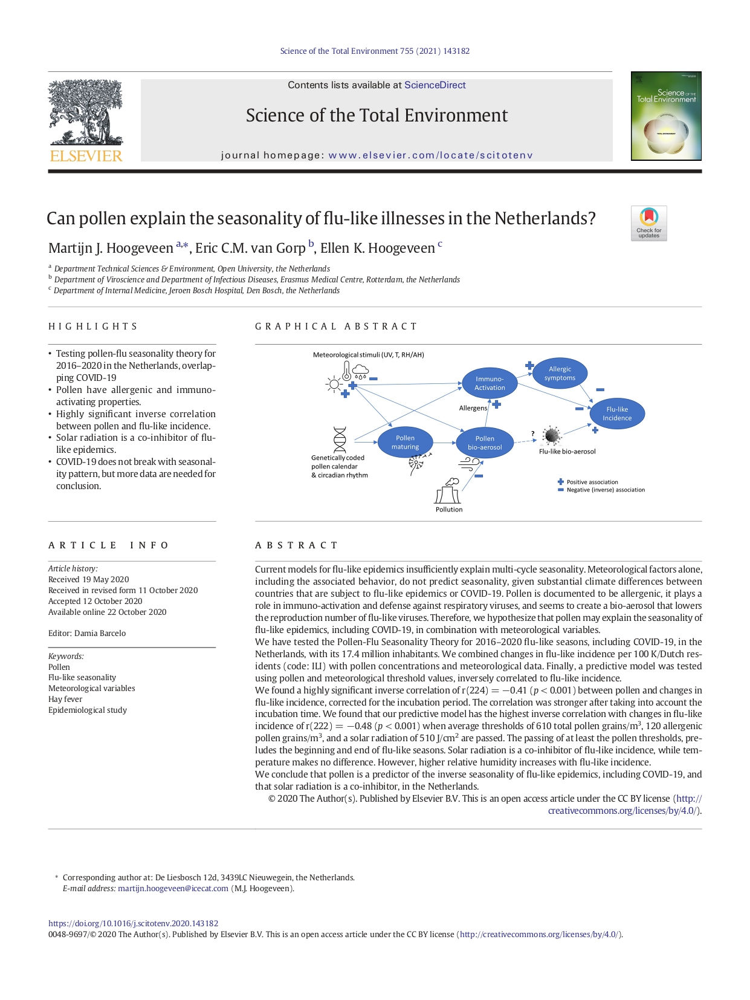 Science of the Total Environment 755 (2021) 143182
Contents lists available at ScienceDirect
Science of the Total Environment
journal homepage: www.elsevier.com/locate/scitotenv
ELSEVIER
Science OF THE
Total Environment
TOTAL ENVIRONMENT
Can pollen explain the seasonality of flu-like illnesses in the Netherlands?
Check for
updates
Martijn J. Hoogeveen a,*, Eric C.M. van Gorp b, Ellen K. Hoogeveen c
a Department Technical Sciences & Environment, Open University, the Netherlands
b Department of Viroscience and Department of Infectious Diseases, Erasmus Medical Centre, Rotterdam, the Netherlands
c Department of Internal Medicine, Jeroen Bosch Hospital, Den Bosch, the Netherlands
HIGHLIGHTS
• Testing pollen-flu seasonality theory for
2016–2020 in the Netherlands, overlap-
ping COVID-19
• Pollen have allergenic and immuno-
activating properties.
• Highly significant inverse correlation
between pollen and flu-like incidence.
• Solar radiation is a co-inhibitor of flu-
like epidemics.
• COVID-19 does not break with seasonal-
ity pattern, but more data are needed for
conclusion.
GRAPHICAL ABSTRACT
Meteorological stimuli (UV, T, RH/AH)
Immuno-
Activation
Allergic
symptoms
Allergens
Flu-like
Incidence
Pollen
maturing
Pollen
bio-aerosol
?
Flu-like bio-aerosol
Genetically coded
pollen calendar
& circadian rhythm
Pollution
Positive association
Negative (inverse) association
ARTICLE INFO
Article history:
Received 19 May 2020
Received in revised form 11 October 2020
Accepted 12 October 2020
Available online 22 October 2020
Editor: Damia Barcelo
Keywords:
Pollen
Flu-like seasonality
Meteorological variables
Hay fever
Epidemiological study
ABSTRACT
Current models for flu-like epidemics insufficiently explain multi-cycle seasonality. Meteorological factors alone,
including the associated behavior, do not predict seasonality, given substantial climate differences between
countries that are subject to flu-like epidemics or COVID-19. Pollen is documented to be allergenic, it plays a
role in immuno-activation and defense against respiratory viruses, and seems to create a bio-aerosol that lowers
the reproduction number of flu-like viruses. Therefore, we hypothesize that pollen may explain the seasonality of
flu-like epidemics, including COVID-19, in combination with meteorological variables.
We have tested the Pollen-Flu Seasonality Theory for 2016–2020 flu-like seasons, including COVID-19, in the
Netherlands, with its 17.4 million inhabitants. We combined changes in flu-like incidence per 100 K/Dutch res-
idents (code: ILI) with pollen concentrations and meteorological data. Finally, a predictive model was tested
using pollen and meteorological threshold values, inversely correlated to flu-like incidence.
We found a highly significant inverse correlation of r(224) = −0.41 (p < 0.001) between pollen and changes in
flu-like incidence, corrected for the incubation period. The correlation was stronger after taking into account the
incubation time. We found that our predictive model has the highest inverse correlation with changes in flu-like
incidence of r(222) = −0.48 (p < 0.001) when average thresholds of 610 total pollen grains/m3, 120 allergenic
pollen grains/m3, and a solar radiation of 510 J/cm2 are passed. The passing of at least the pollen thresholds, pre-
ludes the beginning and end of flu-like seasons. Solar radiation is a co-inhibitor of flu-like incidence, while tem-
perature makes no difference. However, higher relative humidity increases with flu-like incidence.
We conclude that pollen is a predictor of the inverse seasonality of flu-like epidemics, including COVID-19, and
that solar radiation is a co-inhibitor, in the Netherlands.
© 2020 The Author(s). Published by Elsevier B.V. This is an open access article under the CC BY license (http://
creativecommons.org/licenses/by/4.0/).
* Corresponding author at: De Liesbosch 12d, 3439LC Nieuwegein, the Netherlands.
E-mail address: martijn.hoogeveen@icecat.com (M.J. Hoogeveen).
https://doi.org/10.1016/j.scitotenv.2020.143182
0048-9697/© 2020 The Author(s). Published by Elsevier B.V. This is an open access article under the CC BY license (http://creativecommons.org/licenses/by/4.0/).